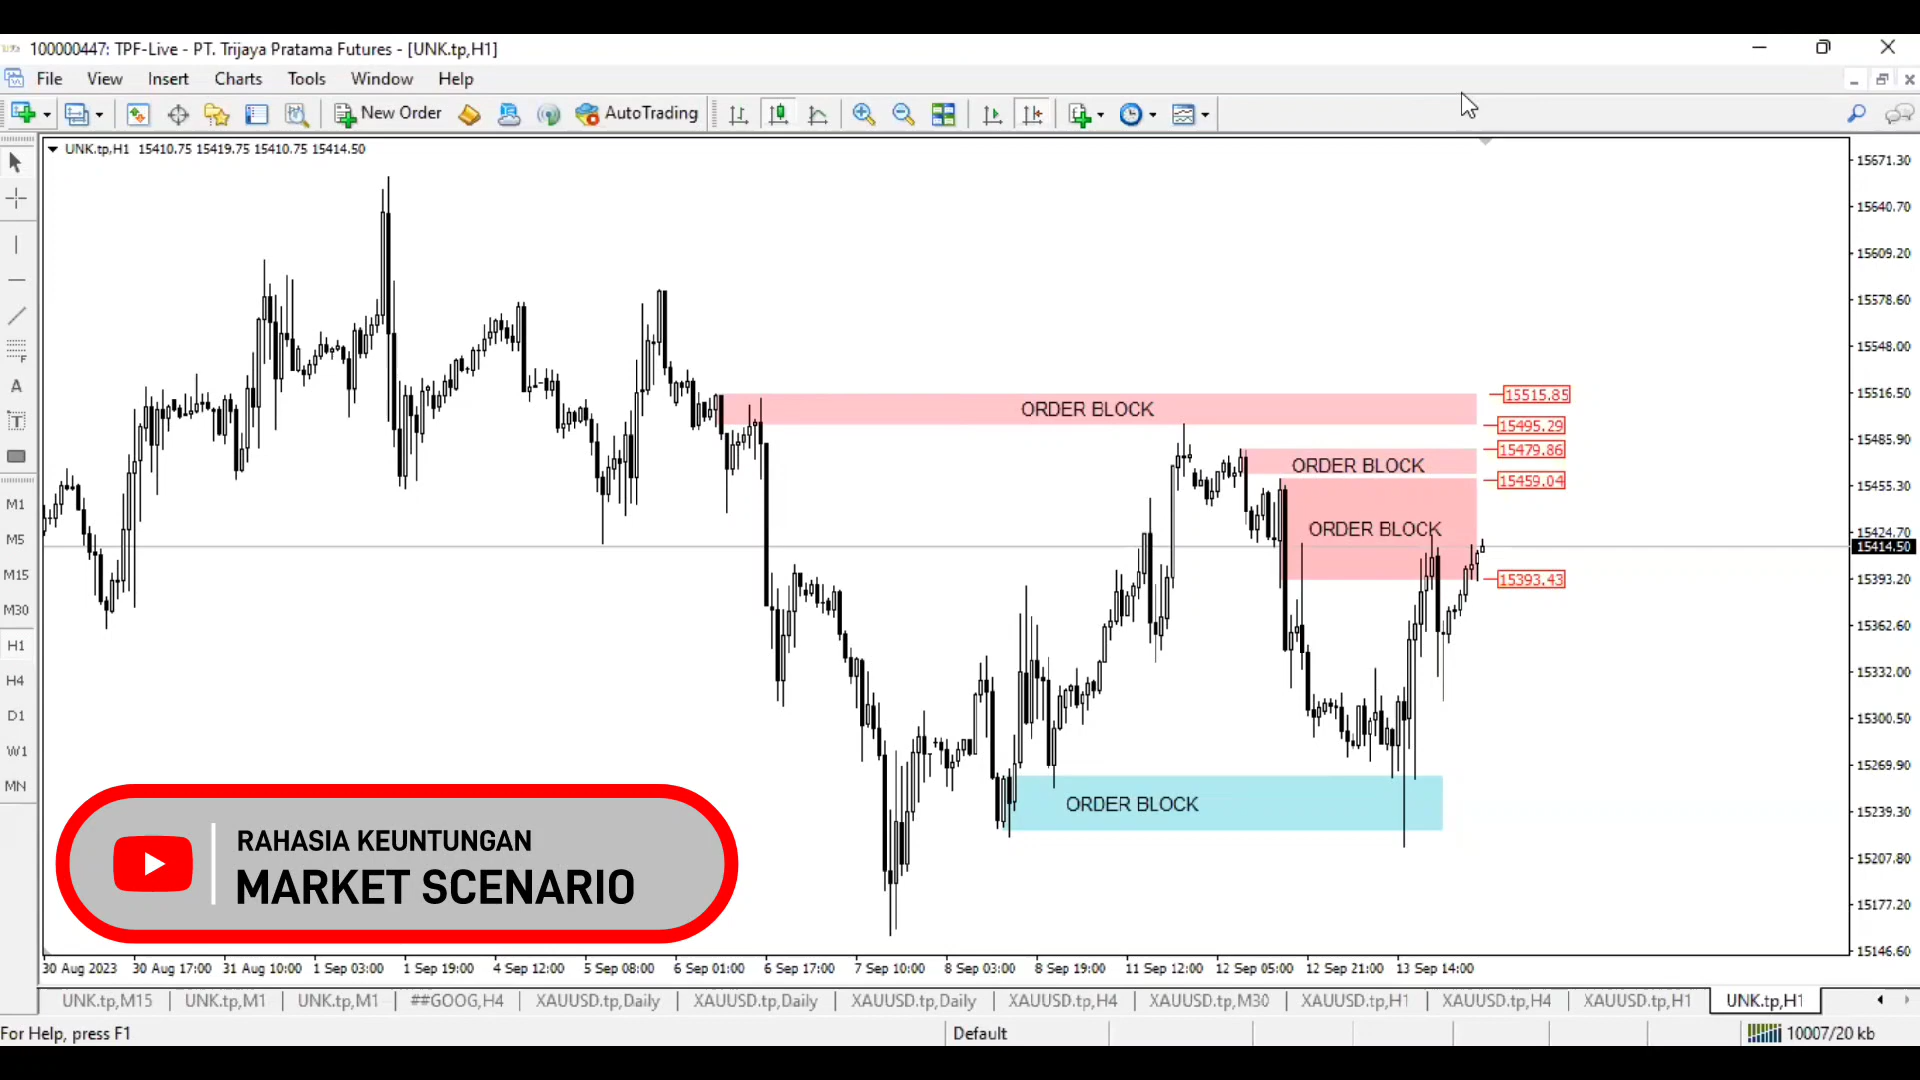 100000447: TPF-Live - PT. Trijaya Pratama Futures - [UNK.tp,H1]
File View Insert Charts Tools Window Help
New Order AutoTrading
UNK.tp,H1 15410.75 15419.75 15410.75 15414.50
15671.30
15640.70
15609.20
15578.60
15548.00
15516.50
15485.90
15455.30
15424.70
15414.50
15393.20
15362.60
15332.00
15300.50
15269.90
15239.30
15207.80
15177.20
15146.60
15515.85
15495.29
15479.86
15459.04
15393.43
ORDER BLOCK
ORDER BLOCK
ORDER BLOCK
ORDER BLOCK
A
T
F
M1
M5
M15
M30
H1
H4
D1
W1
MN
RAHASIA KEUNTUNGAN
MARKET SCENARIO
30 Aug 2023 30 Aug 17:00 31 Aug 10:00 1 Sep 03:00 1 Sep 19:00 4 Sep 12:00 5 Sep 08:00 6 Sep 01:00 6 Sep 17:00 7 Sep 10:00 8 Sep 03:00 8 Sep 19:00 11 Sep 12:00 12 Sep 05:00 12 Sep 21:00 13 Sep 14:00
UNK.tp,M15 UNK.tp,M1 UNK.tp,M1 ##GOOG,H4 XAUUSD.tp,Daily XAUUSD.tp,Daily XAUUSD.tp,Daily XAUUSD.tp,H4 XAUUSD.tp,M30 XAUUSD.tp,H1 XAUUSD.tp,H4 XAUUSD.tp,H1 UNK.tp,H1
For Help, press F1 Default 10007/20 kb